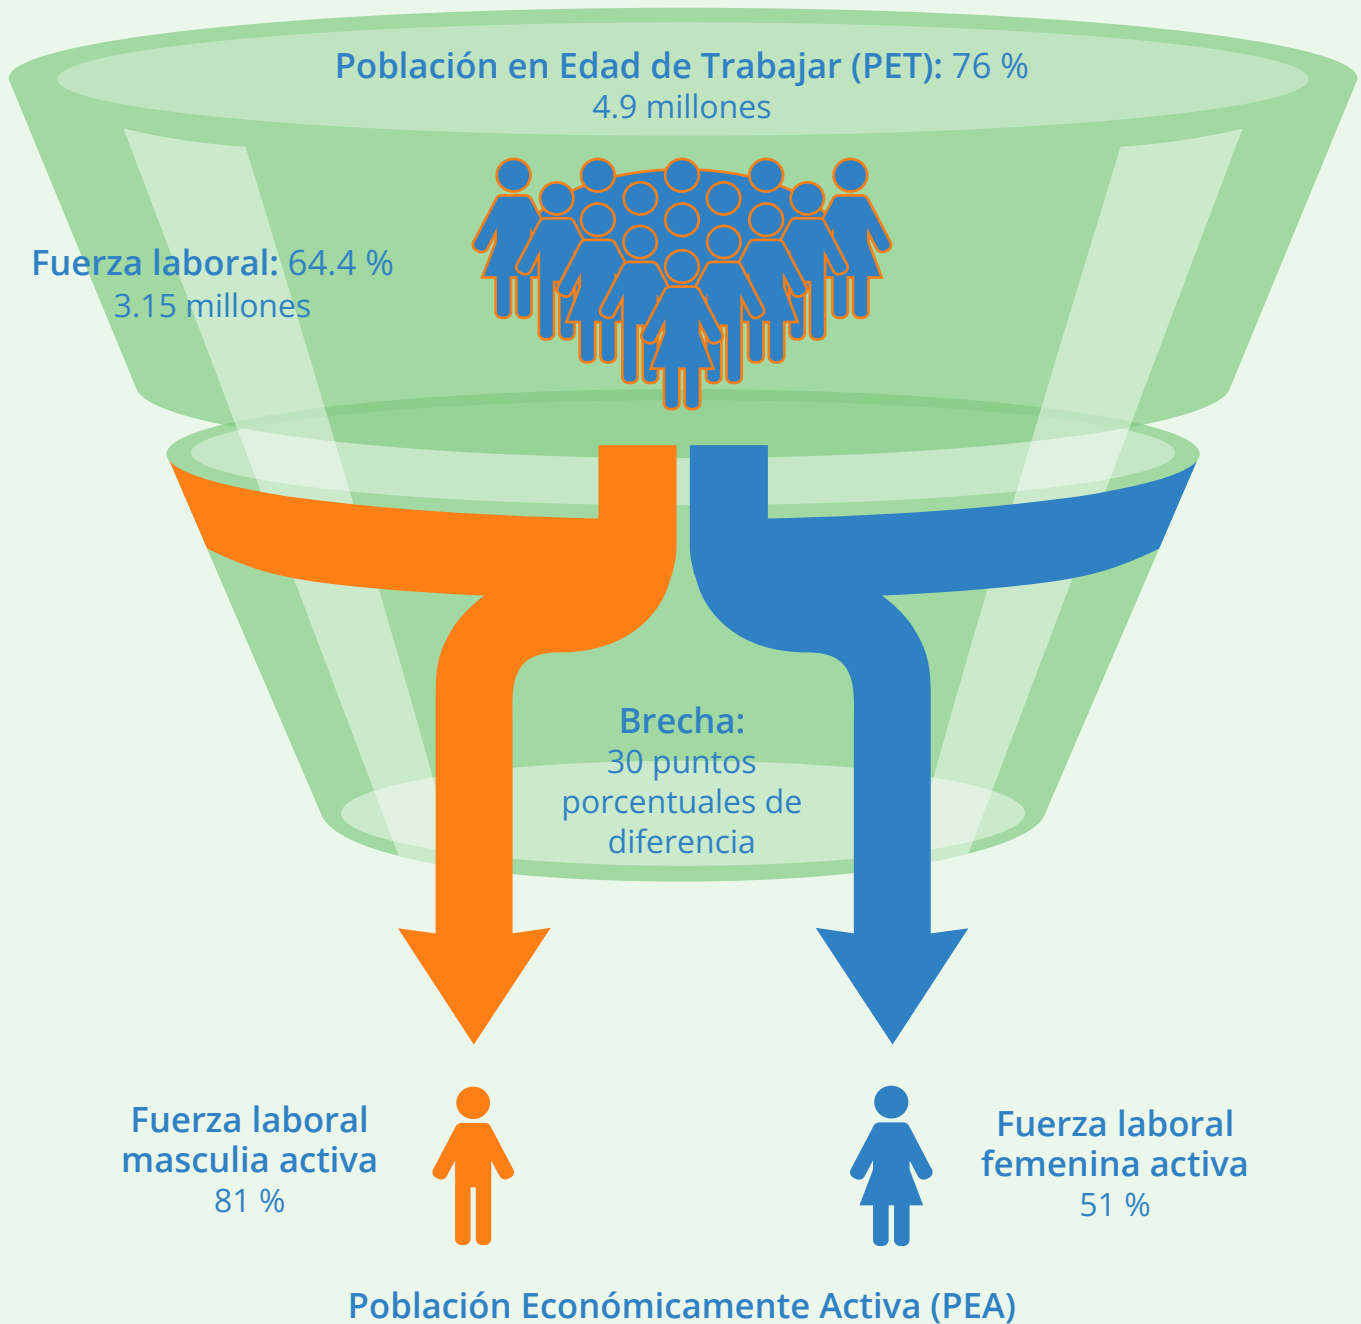 Población en Edad de Trabajar (PET): 76 %
4.9 millones
Fuerza laboral: 64.4 %
3.15 millones
Brecha:
30 puntos
porcentuales de
diferencia
Fuerza laboral
masculia activa
81 %
Fuerza laboral
femenina activa
51 %
Población Económicamente Activa (PEA)